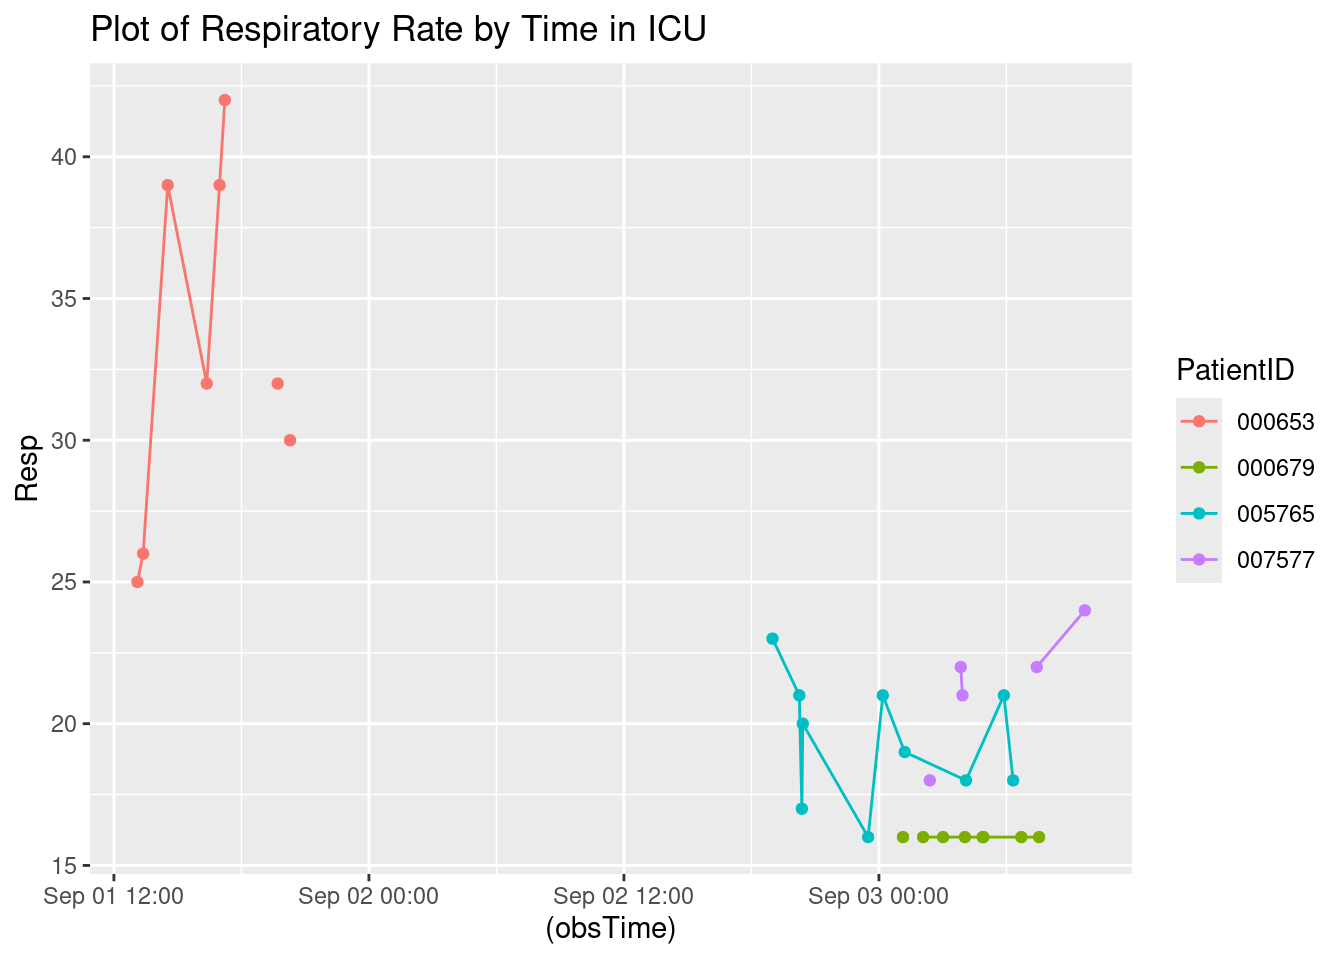 Plot of Respiratory Rate by Time in ICU
40
35
30
25
20
15
Resp
Sep 01 12:00
Sep 02 00:00
Sep 02 12:00
Sep 03 00:00
(obsTime)
PatientID
000653
000679
005765
007577